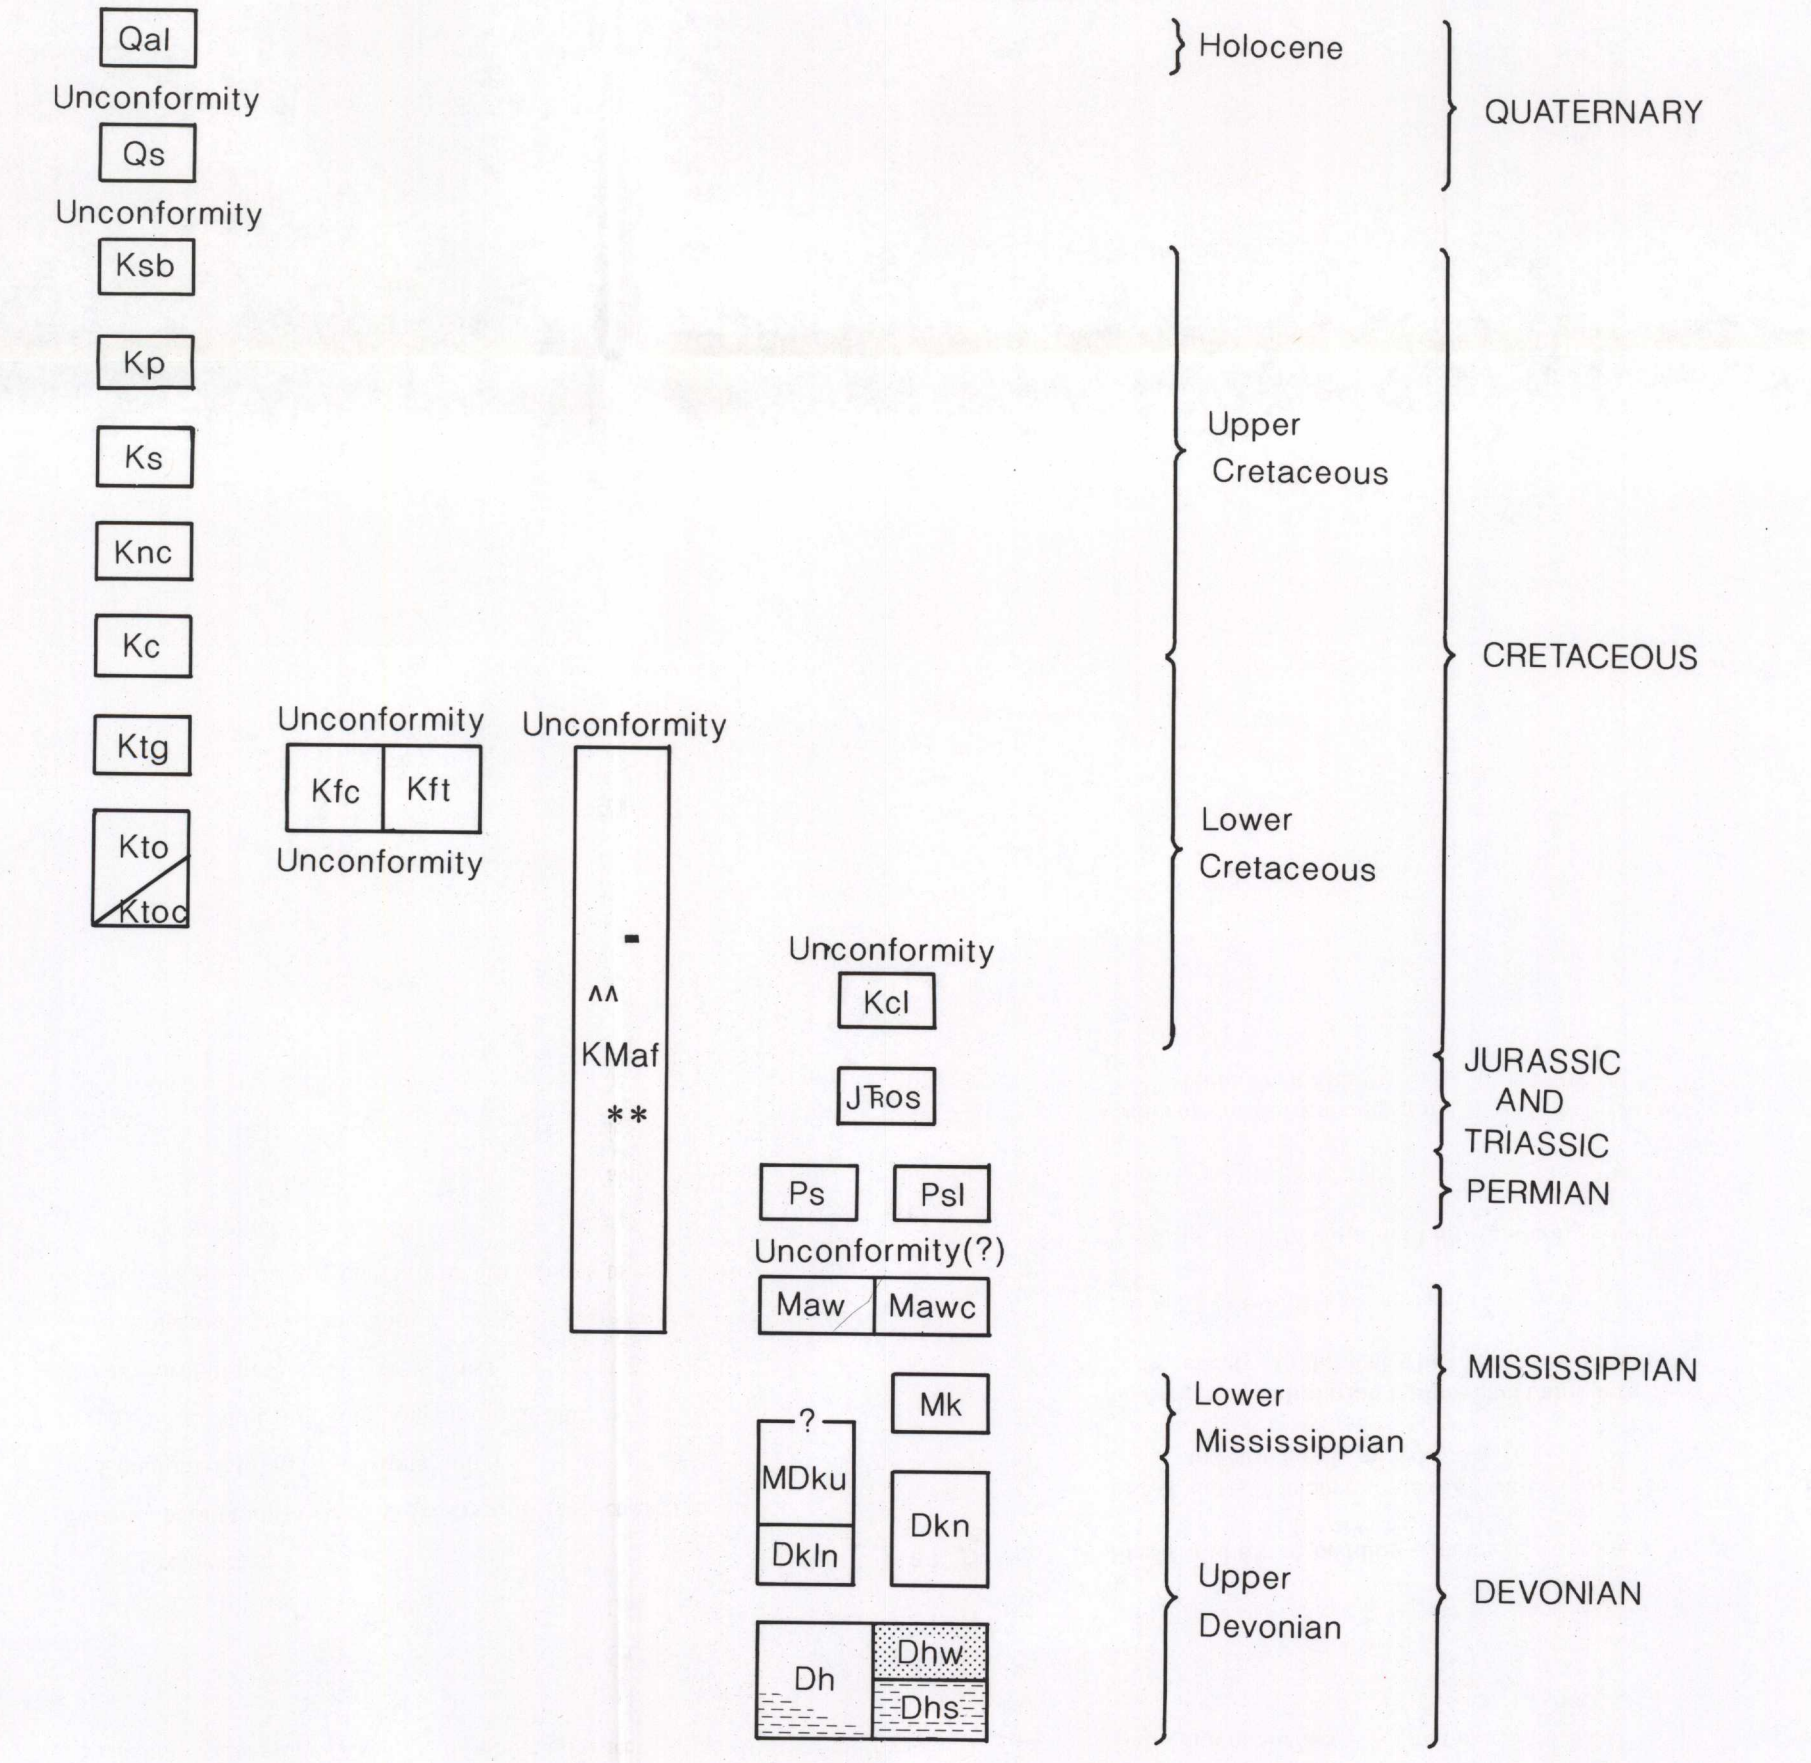 Qal
Unconformity
Qs
Unconformity
Ksb
Kp
Ks
Knc
Kc
Ktg
Kto
Ktoc
Unconformity
Kfc
Kft
Unconformity
Unconformity
-
^^
KMaf
**
Unconformity
Kcl
JTRos
Ps
Psl
Unconformity(?)
Maw
Mawc
Mk
?
MDku
Dkln
Dkn
Dh
Dhw
Dhs
Holocene
Upper
Cretaceous
Lower
Cretaceous
Lower
Mississippian
Upper
Devonian
QUATERNARY
CRETACEOUS
JURASSIC
AND
TRIASSIC
PERMIAN
MISSISSIPPIAN
DEVONIAN